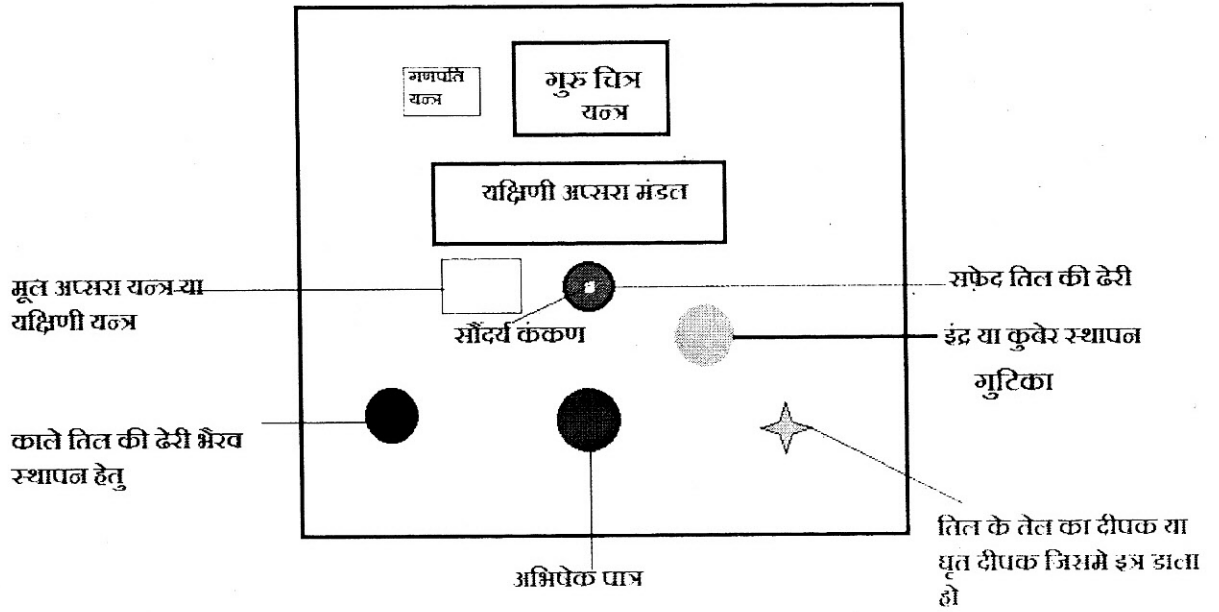 गणपति
यन्त्र
गुरु चित्र
यन्त्र
यक्षिणी अप्सरा मंडल
मूल अप्सरा यन्त्र या
यक्षिणी यन्त्र
सौंदर्य कंकण
सफेद तिल की ढेरी
इंद्र या कुबेर स्थापन
गुटिका
काले तिल की ढेरी भैरव
स्थापन हेतु
अभिषेक पात्र
तिल के तेल का दीपक या
घृत दीपक जिसमे इत्र डाला
हो